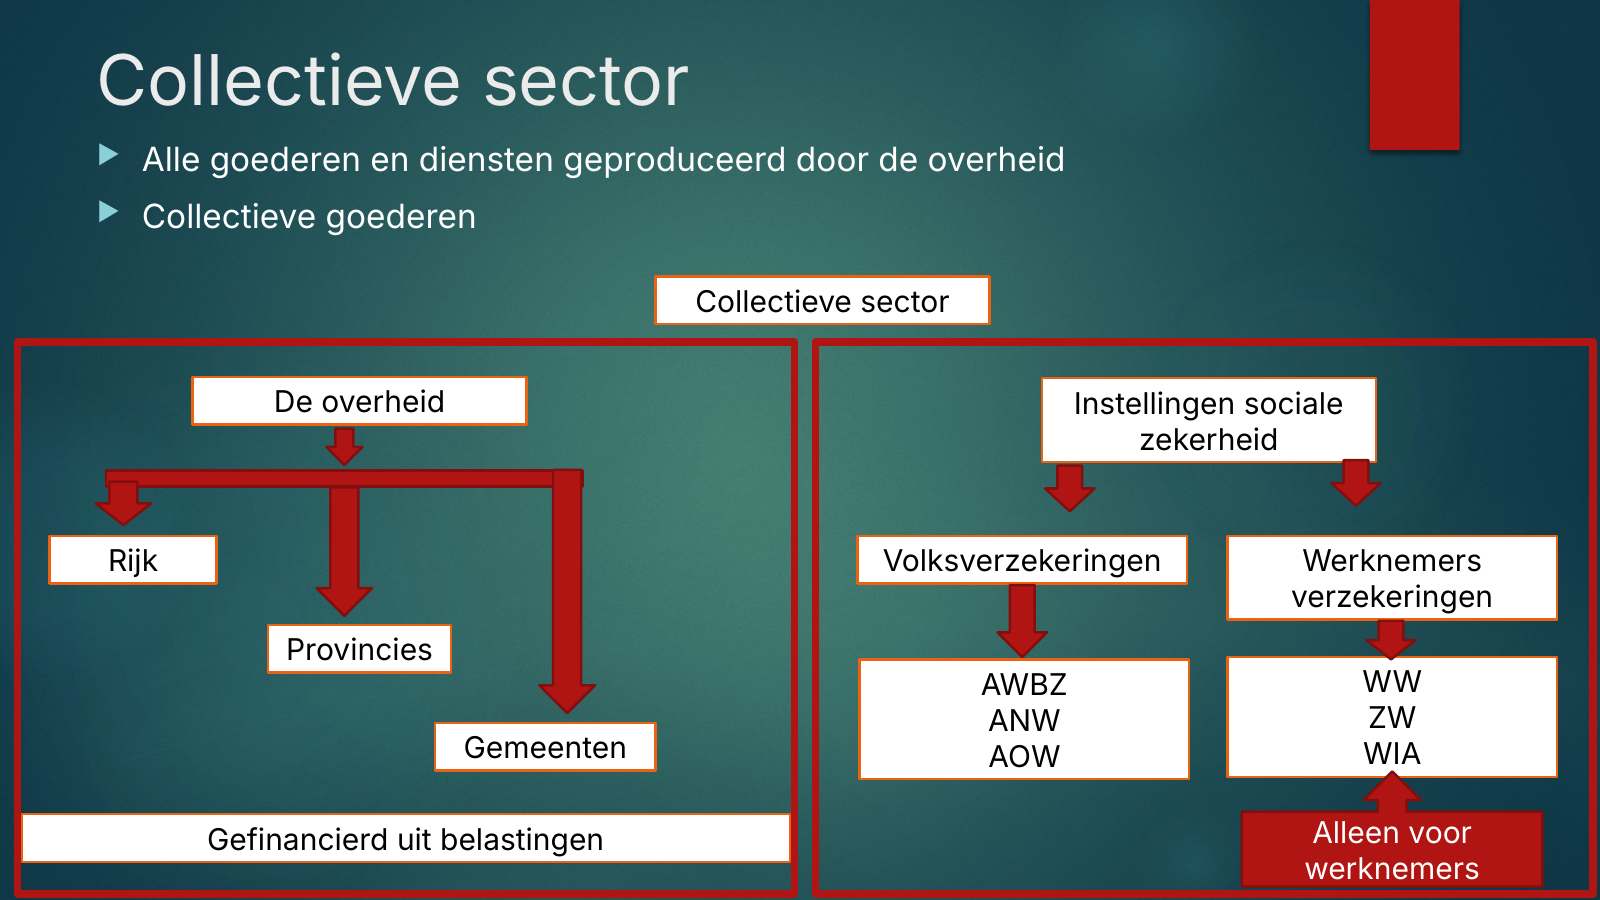 Collectieve sector
Alle goederen en diensten geproduceerd door de overheid
Collectieve goederen
Collectieve sector
De overheid
Rijk
Provincies
Gemeenten
Gefinancierd uit belastingen
Instellingen sociale
zekerheid
Volksverzekeringen
AWBZ
ANW
AOW
Werknemers
verzekeringen
WW
ZW
WIA
Alleen voor
werknemers